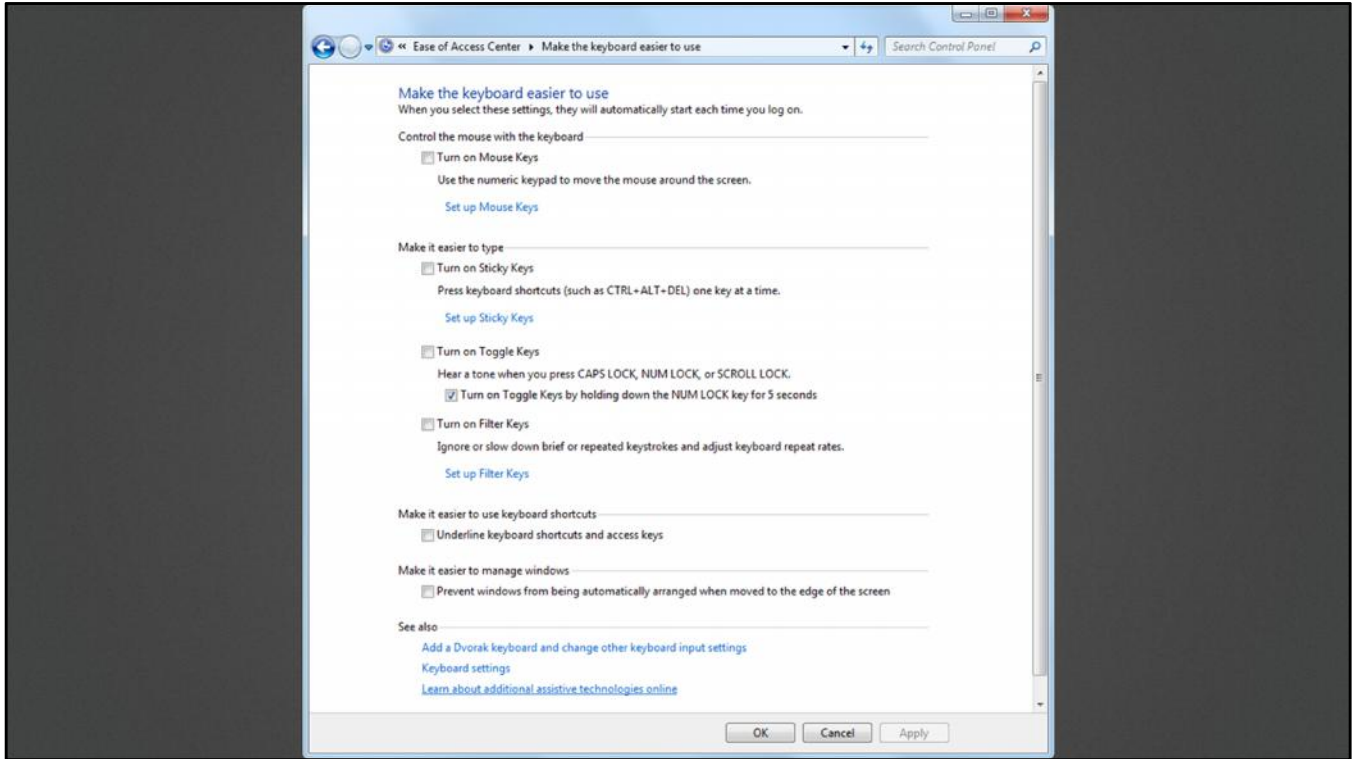 « Ease of Access Center ▸ Make the keyboard easier to use
Search Control Panel
Make the keyboard easier to use
When you select these settings, they will automatically start each time you log on.
Control the mouse with the keyboard
Turn on Mouse Keys
Use the numeric keypad to move the mouse around the screen.
Set up Mouse Keys
Make it easier to type
Turn on Sticky Keys
Press keyboard shortcuts (such as CTRL+ALT+DEL) one key at a time.
Set up Sticky Keys
Turn on Toggle Keys
Hear a tone when you press CAPS LOCK, NUM LOCK, or SCROLL LOCK.
Turn on Toggle Keys by holding down the NUM LOCK key for 5 seconds
Turn on Filter Keys
Ignore or slow down brief or repeated keystrokes and adjust keyboard repeat rates.
Set up Filter Keys
Make it easier to use keyboard shortcuts
Underline keyboard shortcuts and access keys
Make it easier to manage windows
Prevent windows from being automatically arranged when moved to the edge of the screen
See also
Add a Dvorak keyboard and change other keyboard input settings
Keyboard settings
Learn about additional assistive technologies online
OK Cancel Apply